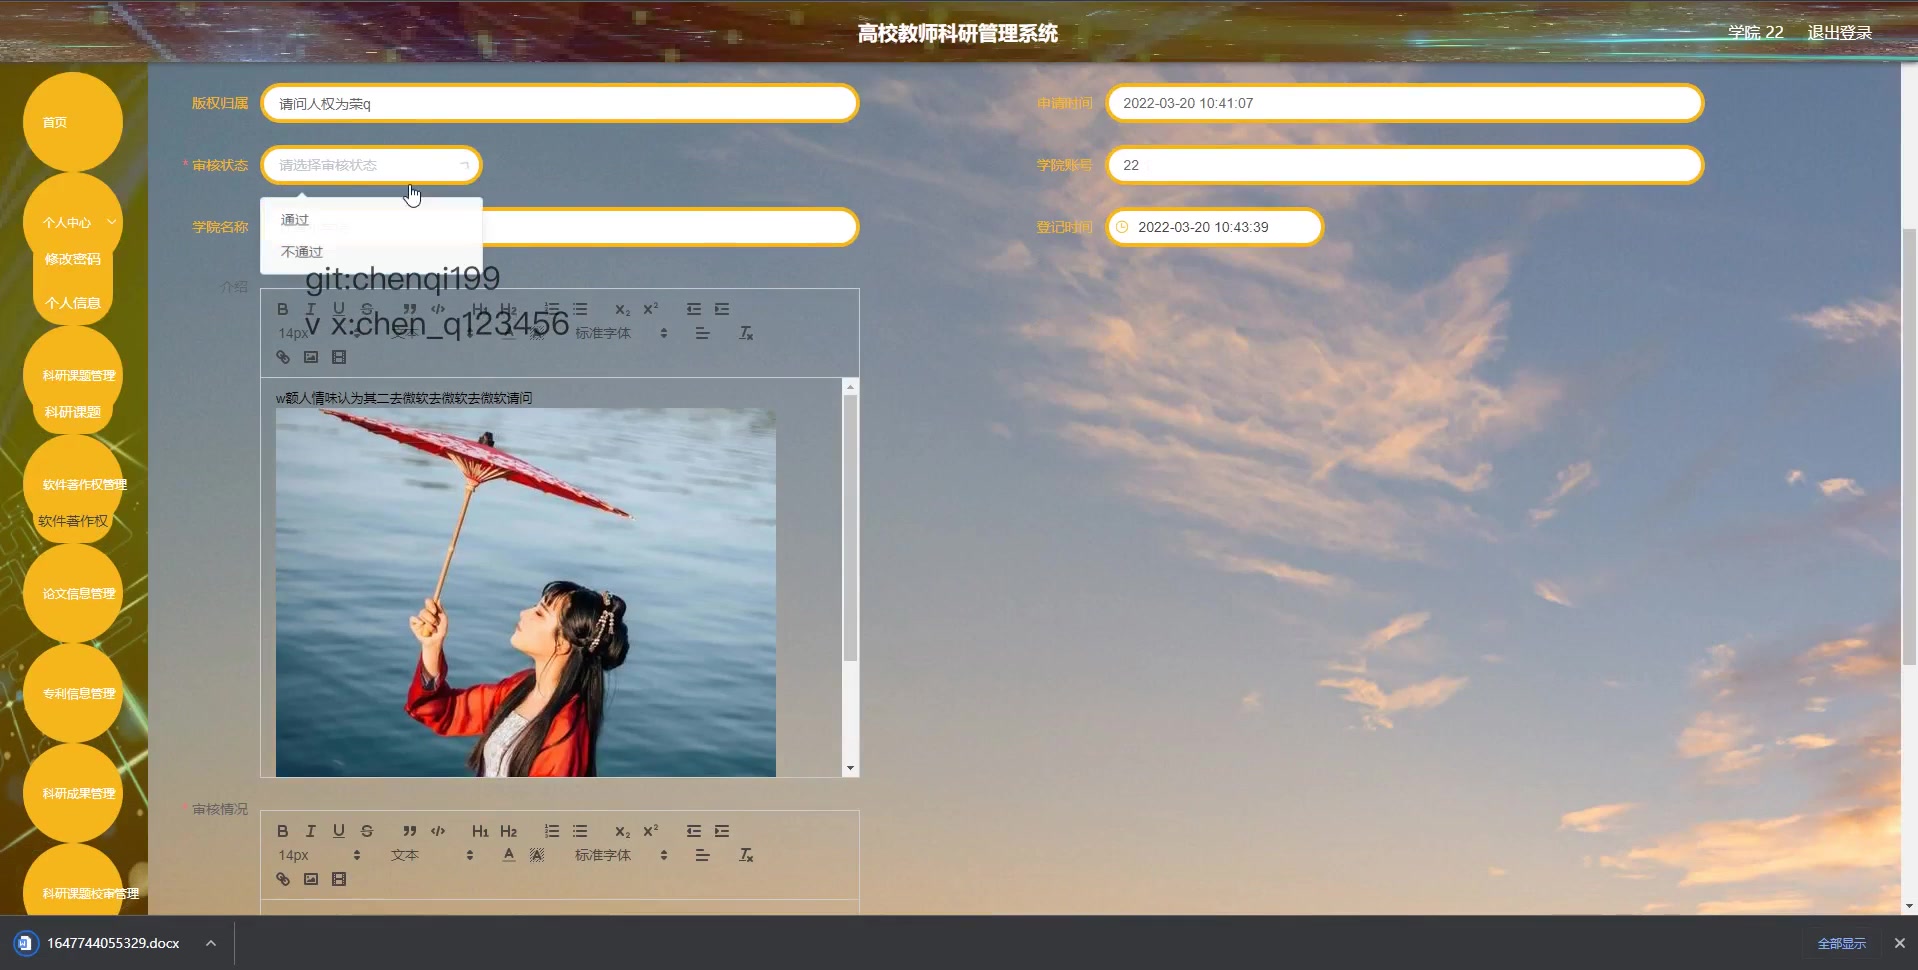 高校教师科研管理系统
学院 22 退出登录
首页
个人中心
修改密码
个人信息
科研课题管理
科研课题
软件著作权管理
软件著作权
论文信息管理
专利信息管理
科研成果管理
科研课题校审管理
版权归属 请问人权为荣q
申请时间 2022-03-20 10:41:07
* 审核状态 请选择审核状态
学院账号 22
通过
不通过
学院名称
登记时间 2022-03-20 10:43:39
git:chenqi199
v x:chen_q123456
介绍
B I U S ” </> H1 H2 x₂ x²
14px 文本 A 标准字体
w额人情味认为其二去微软去微软去微软请问
* 审核情况
B I U S ” </> H1 H2 x₂ x²
14px 文本 A A 标准字体
1647744055329.docx
全部显示